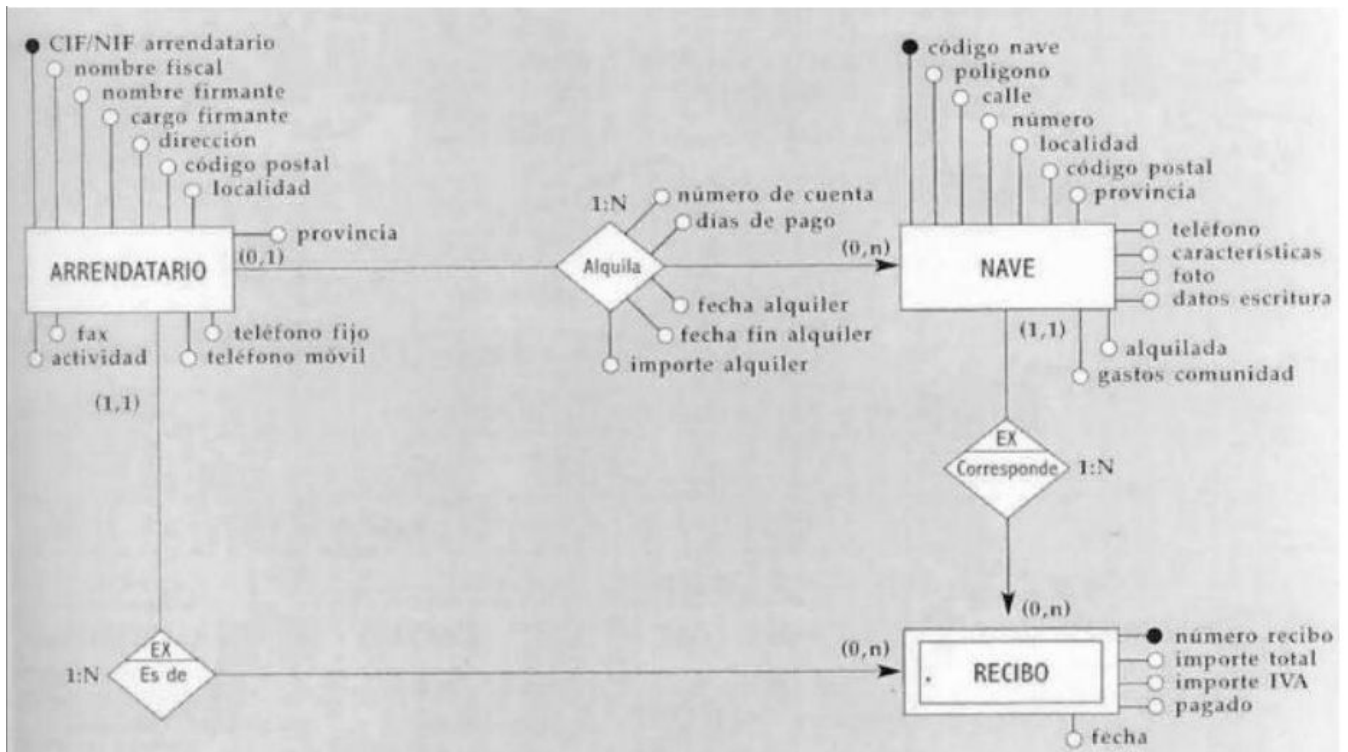 CIF/NIF arrendatario
nombre fiscal
nombre firmante
cargo firmante
dirección
código postal
localidad
provincia
(0,1)
ARRENDATARIO
fax
actividad
teléfono fijo
teléfono móvil
(1,1)
1:N
número de cuenta
dias de pago
Alquila
(0,n)
fecha alquiler
fecha fin alquiler
importe alquiler
código nave
poligono
calle
número
localidad
código postal
provincia
teléfono
características
foto
datos escritura
NAVE
(1,1)
alquilada
gastos comunidad
EX
Corresponde
1:N
(0,n)
EX
Es de
1:N
(0,n)
RECIBO
número recibo
importe total
importe IVA
pagado
fecha